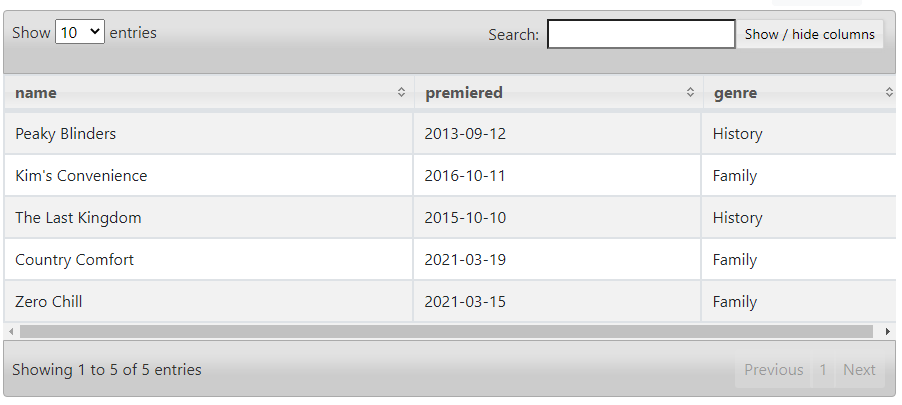 Show 10 entries Search: Show / hide columns
name premiered genre
Peaky Blinders 2013-09-12 History
Kim's Convenience 2016-10-11 Family
The Last Kingdom 2015-10-10 History
Country Comfort 2021-03-19 Family
Zero Chill 2021-03-15 Family
Showing 1 to 5 of 5 entries Previous 1 Next